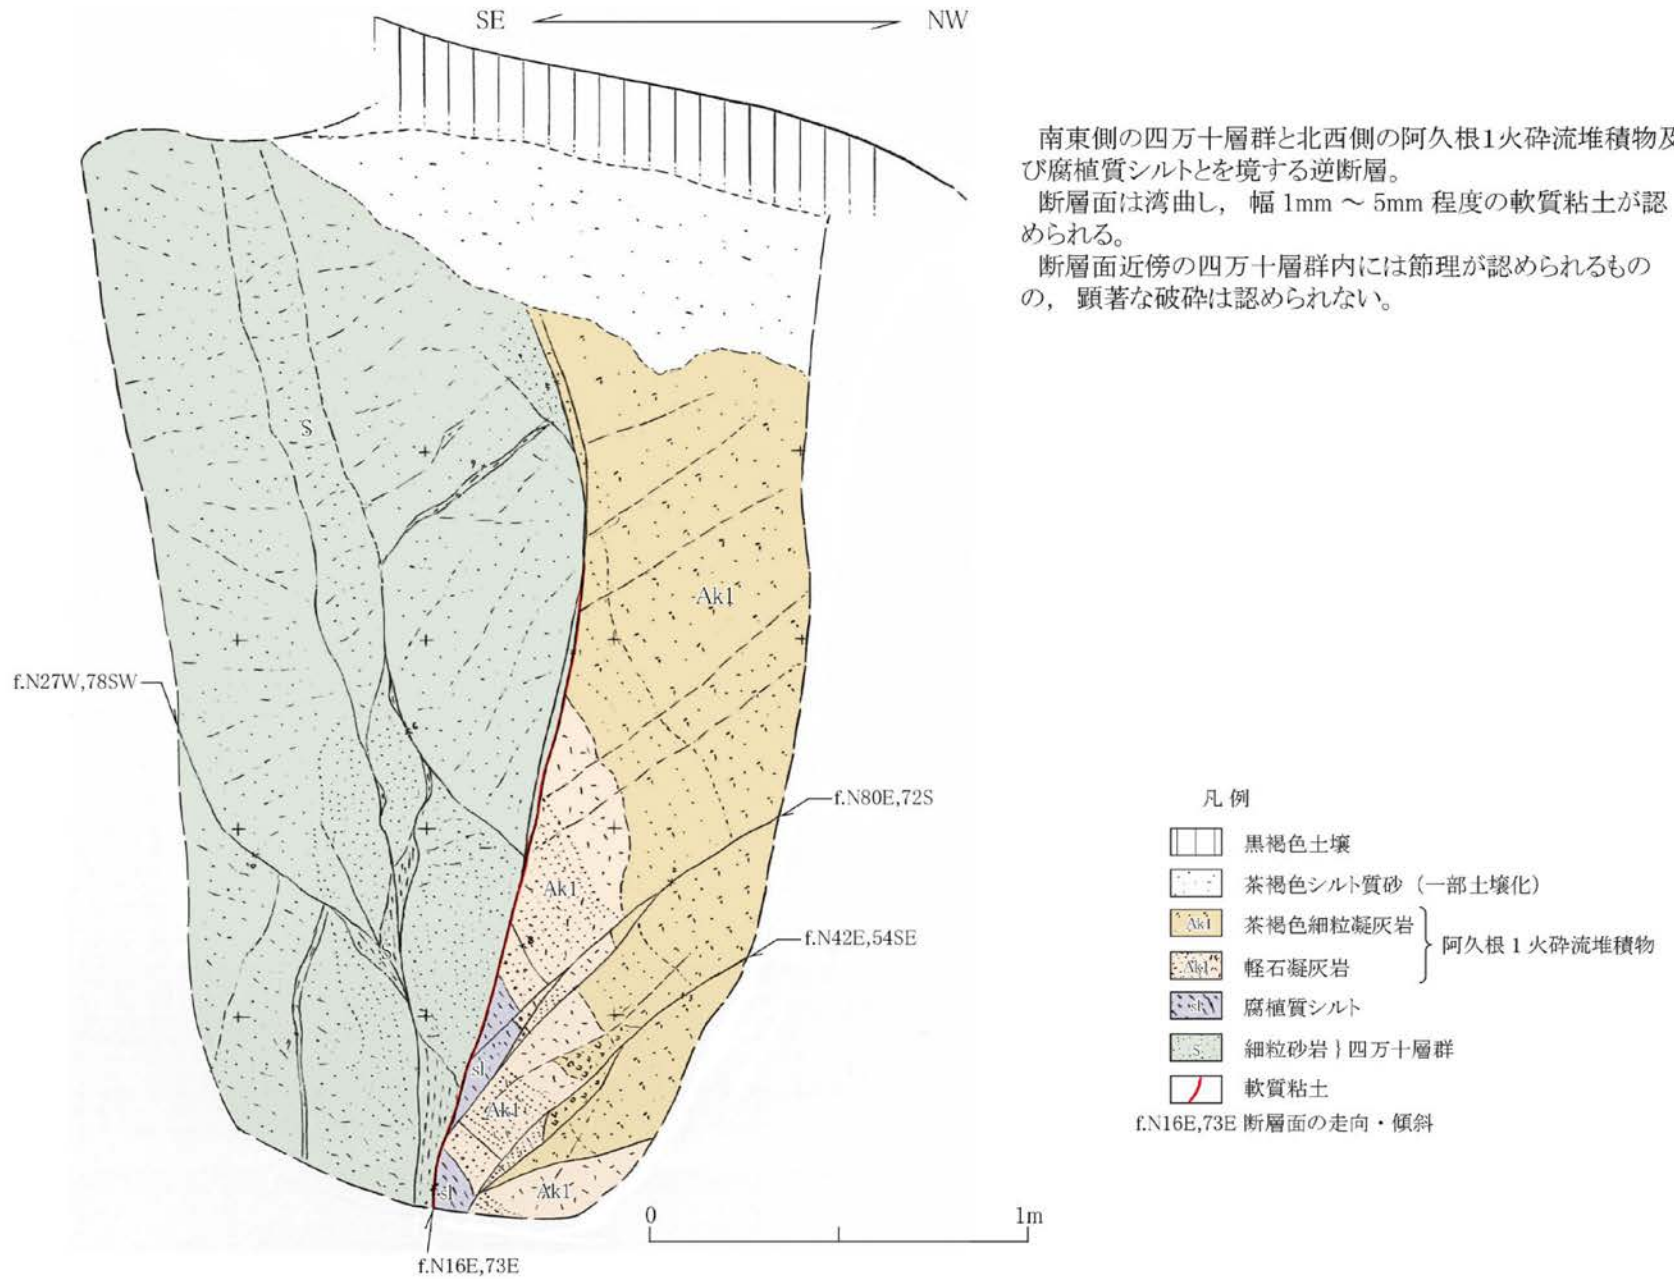 SE NW
南東側の四万十層群と北西側の阿久根1火砕流堆積物及
び腐植質シルトとを境する逆断層。
断層面は湾曲し, 幅 1mm ～ 5mm 程度の軟質粘土が認
められる。
断層面近傍の四万十層群内には節理が認められるもの
の, 顕著な破砕は認められない。
S
Ak1
f.N27W,78SW
f.N80E,72S
Ak1
f.N42E,54SE
S
sl
Ak1
sl
Ak1
f.N16E,73E
0 1m
凡 例
黒褐色土壌
茶褐色シルト質砂 (一部土壌化)
Ak1 茶褐色細粒凝灰岩
Ak1 軽石凝灰岩
阿久根 1 火砕流堆積物
sl 腐植質シルト
S 細粒砂岩 } 四万十層群
軟質粘土
f.N16E,73E 断層面の走向・傾斜